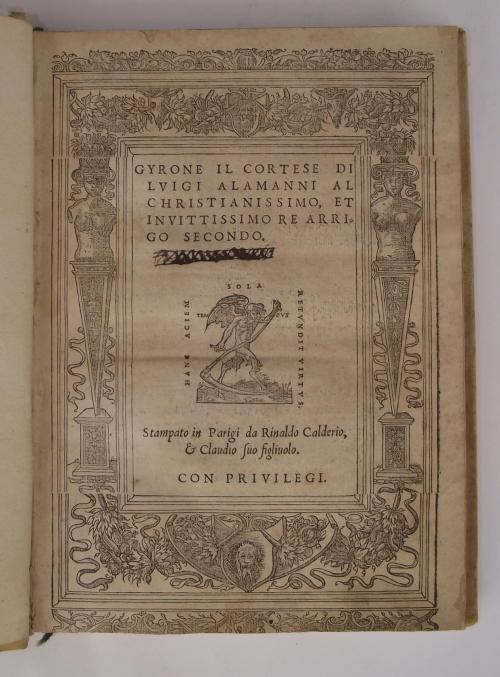 GYRONE IL CORTESE DI
LVIGI ALAMANNI AL
CHRISTIANISSIMO, ET
INVITTISSIMO RE ARRI-
GO SECONDO.
HANC ACIEM
SOLA
RETVNDIT VIRTVS.
TEM PVS
Stampato in Parigi da Rinaldo Calderio,
& Claudio suo figliuolo.
CON PRIVILEGI.